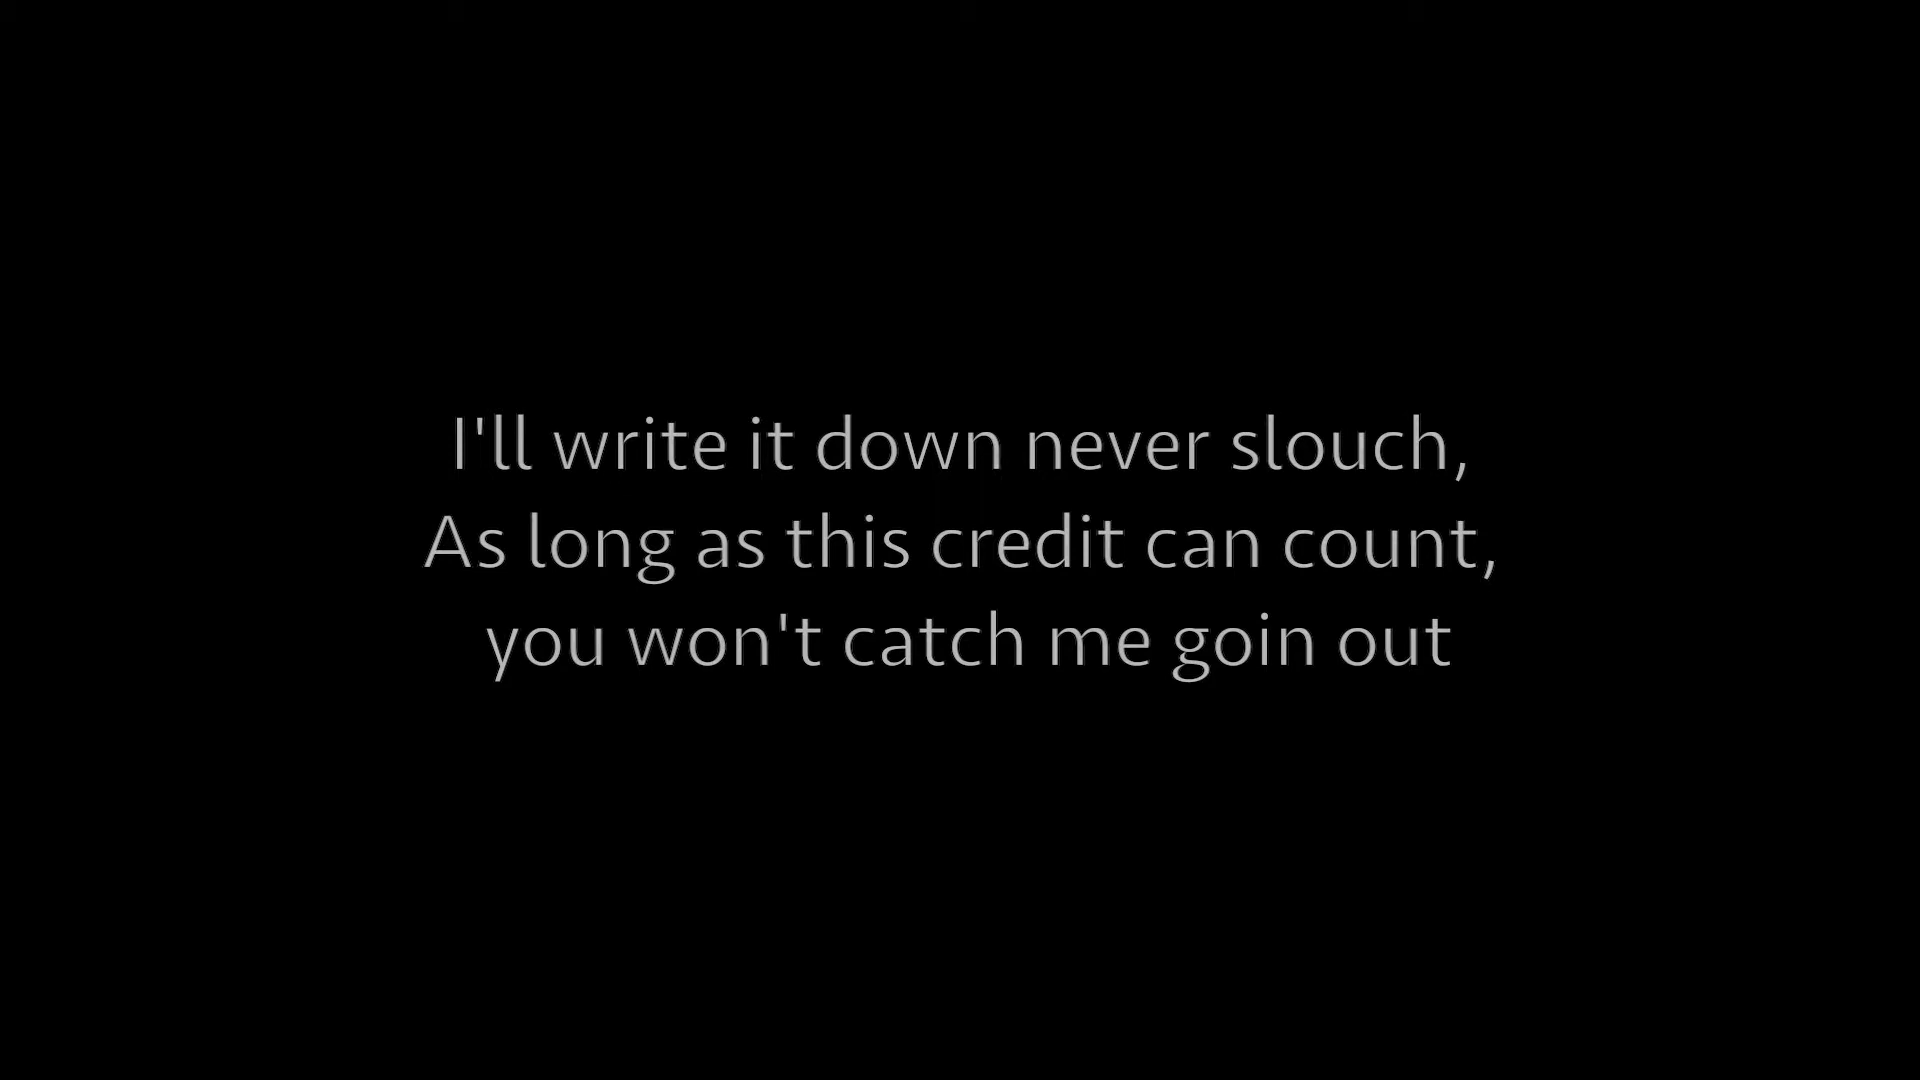 I'll write it down never slouch,
As long as this credit can count,
you won't catch me goin out